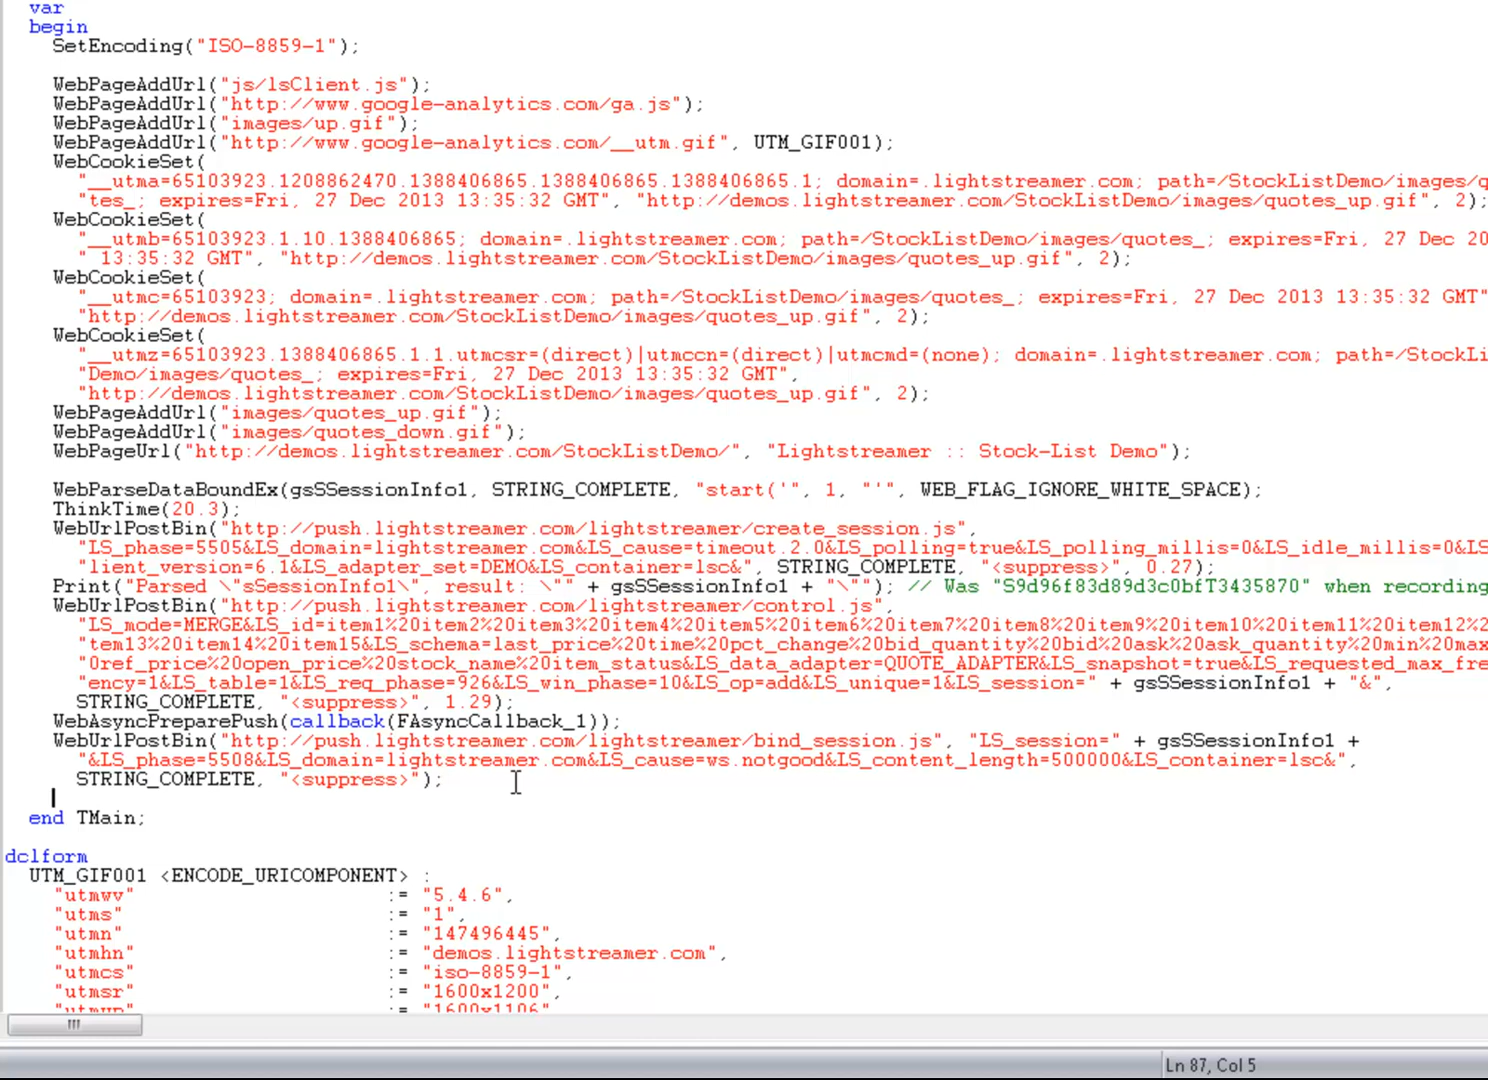 var
begin
SetEncoding("ISO-8859-1");
WebPageAddUrl("js/lsClient.js");
WebPageAddUrl("http://www.google-analytics.com/ga.js");
WebPageAddUrl("images/up.gif");
WebPageAddUrl("http://www.google-analytics.com/__utm.gif", UTM_GIF001);
WebCookieSet(
"__utma=65103923.1208862470.1388406865.1388406865.1388406865.1; domain=.lightstreamer.com; path=/StockListDemo/images/q
"tes_; expires=Fri, 27 Dec 2013 13:35:32 GMT", "http://demos.lightstreamer.com/StockListDemo/images/quotes_up.gif", 2);
WebCookieSet(
"__utmb=65103923.1.10.1388406865; domain=.lightstreamer.com; path=/StockListDemo/images/quotes_; expires=Fri, 27 Dec 20
" 13:35:32 GMT", "http://demos.lightstreamer.com/StockListDemo/images/quotes_up.gif", 2);
WebCookieSet(
"__utmc=65103923; domain=.lightstreamer.com; path=/StockListDemo/images/quotes_; expires=Fri, 27 Dec 2013 13:35:32 GMT"
"http://demos.lightstreamer.com/StockListDemo/images/quotes_up.gif", 2);
WebCookieSet(
"__utmz=65103923.1388406865.1.1.utmcsr=(direct)|utmccn=(direct)|utmcmd=(none); domain=.lightstreamer.com; path=/StockLi
"Demo/images/quotes_; expires=Fri, 27 Dec 2013 13:35:32 GMT",
"http://demos.lightstreamer.com/StockListDemo/images/quotes_up.gif", 2);
WebPageAddUrl("images/quotes_up.gif");
WebPageAddUrl("images/quotes_down.gif");
WebPageUrl("http://demos.lightstreamer.com/StockListDemo/", "Lightstreamer :: Stock-List Demo");
WebParseDataBoundEx(gsSSessionInfo1, STRING_COMPLETE, "start('", 1, "'", WEB_FLAG_IGNORE_WHITE_SPACE);
ThinkTime(20.3);
WebUrlPostBin("http://push.lightstreamer.com/lightstreamer/create_session.js",
"LS_phase=5505&LS_domain=lightstreamer.com&LS_cause=timeout.2.0&LS_polling=true&LS_polling_millis=0&LS_idle_millis=0&LS
"lient_version=6.1&LS_adapter_set=DEMO&LS_container=lsc&", STRING_COMPLETE, "<suppress>", 0.27);
Print("Parsed \"sSessionInfo1\", result: \"" + gsSSessionInfo1 + "\""); // Was "S9d96f83d89d3c0bfT3435870" when recording
WebUrlPostBin("http://push.lightstreamer.com/lightstreamer/control.js",
"LS_mode=MERGE&LS_id=item1%20item2%20item3%20item4%20item5%20item6%20item7%20item8%20item9%20item10%20item11%20item12%2
"tem13%20item14%20item15&LS_schema=last_price%20time%20pct_change%20bid_quantity%20bid%20ask%20ask_quantity%20min%20max
"0ref_price%20open_price%20stock_name%20item_status&LS_data_adapter=QUOTE_ADAPTER&LS_snapshot=true&LS_requested_max_fre
"ency=1&LS_table=1&LS_req_phase=926&LS_win_phase=10&LS_op=add&LS_unique=1&LS_session=" + gsSSessionInfo1 + "&",
STRING_COMPLETE, "<suppress>", 1.29);
WebAsyncPreparePush(callback(FAsyncCallback_1));
WebUrlPostBin("http://push.lightstreamer.com/lightstreamer/bind_session.js", "LS_session=" + gsSSessionInfo1 +
"&LS_phase=5508&LS_domain=lightstreamer.com&LS_cause=ws.notgood&LS_content_length=500000&LS_container=lsc&",
STRING_COMPLETE, "<suppress>");
end TMain;
dclform
UTM_GIF001 <ENCODE_URICOMPONENT> :
"utmwv" := "5.4.6",
"utms" := "1",
"utmn" := "147496445",
"utmhn" := "demos.lightstreamer.com",
"utmcs" := "iso-8859-1",
"utmsr" := "1600x1200",
"utmvp" := "1600x1106",
Ln 87, Col 5